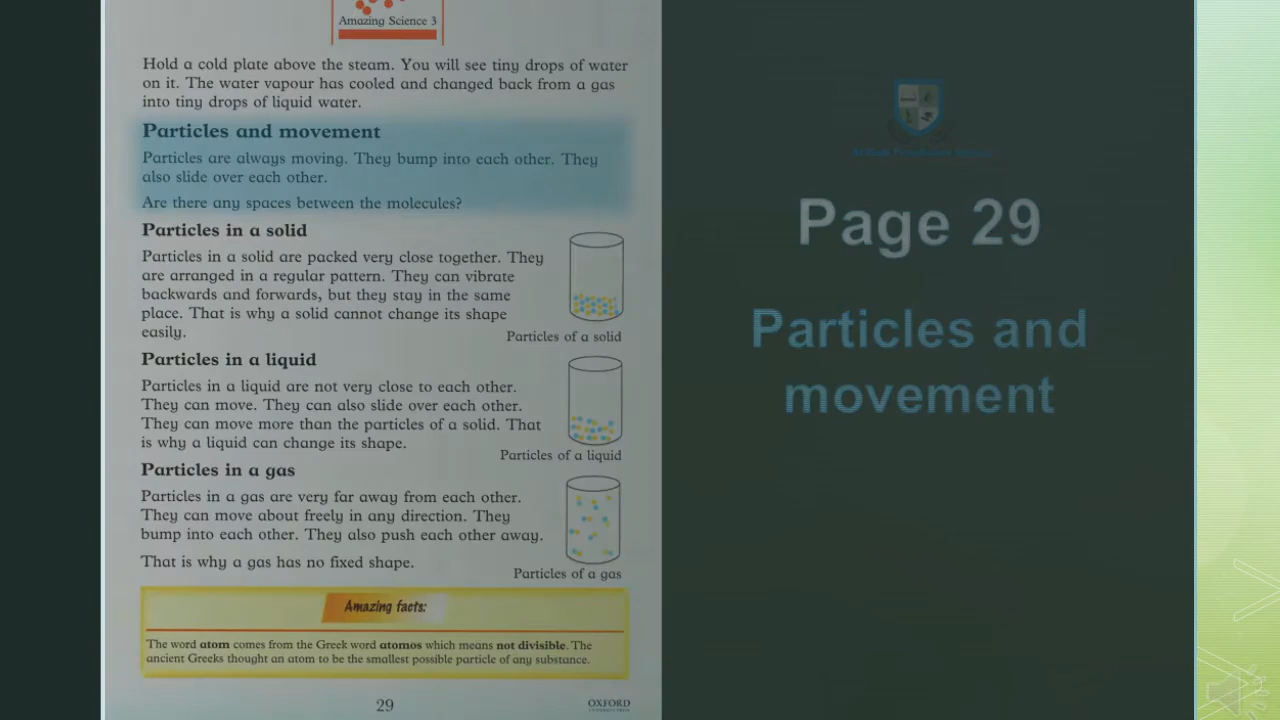 Amazing Science 3
Hold a cold plate above the steam. You will see tiny drops of water
on it. The water vapour has cooled and changed back from a gas
into tiny drops of liquid water.
Particles and movement
Particles are always moving. They bump into each other. They
also slide over each other.
Are there any spaces between the molecules?
Particles in a solid
Particles in a solid are packed very close together. They
are arranged in a regular pattern. They can vibrate
backwards and forwards, but they stay in the same
place. That is why a solid cannot change its shape
easily.
Particles of a solid
Particles in a liquid
Particles in a liquid are not very close to each other.
They can move. They can also slide over each other.
They can move more than the particles of a solid. That
is why a liquid can change its shape.
Particles of a liquid
Particles in a gas
Particles in a gas are very far away from each other.
They can move about freely in any direction. They
bump into each other. They also push each other away.
That is why a gas has no fixed shape.
Particles of a gas
Amazing facts:
The word atom comes from the Greek word atomos which means not divisible. The
ancient Greeks thought an atom to be the smallest possible particle of any substance.
29
OXFORD
Page 29
Particles and
movement